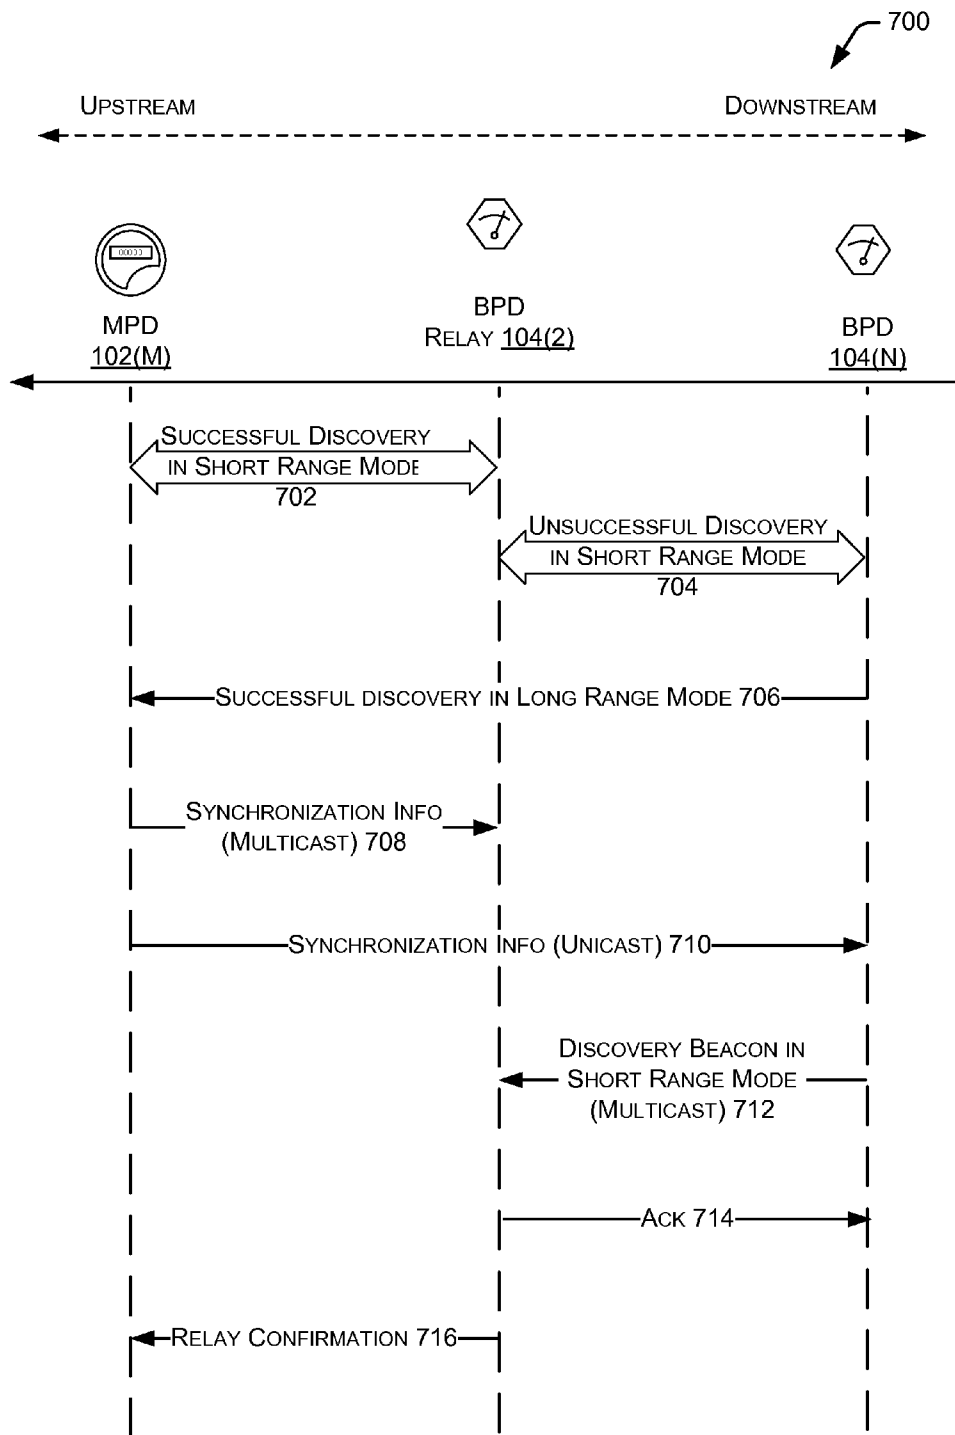 700
UPSTREAM
DOWNSTREAM
00000
MPD
102(M)
BPD
RELAY 104(2)
BPD
104(N)
SUCCESSFUL DISCOVERY
IN SHORT RANGE MODE
702
UNSUCCESSFUL DISCOVERY
IN SHORT RANGE MODE
704
SUCCESSFUL DISCOVERY IN LONG RANGE MODE 706
SYNCHRONIZATION INFO
(MULTICAST) 708
SYNCHRONIZATION INFO (UNICAST) 710
DISCOVERY BEACON IN
SHORT RANGE MODE
(MULTICAST) 712
ACK 714
RELAY CONFIRMATION 716